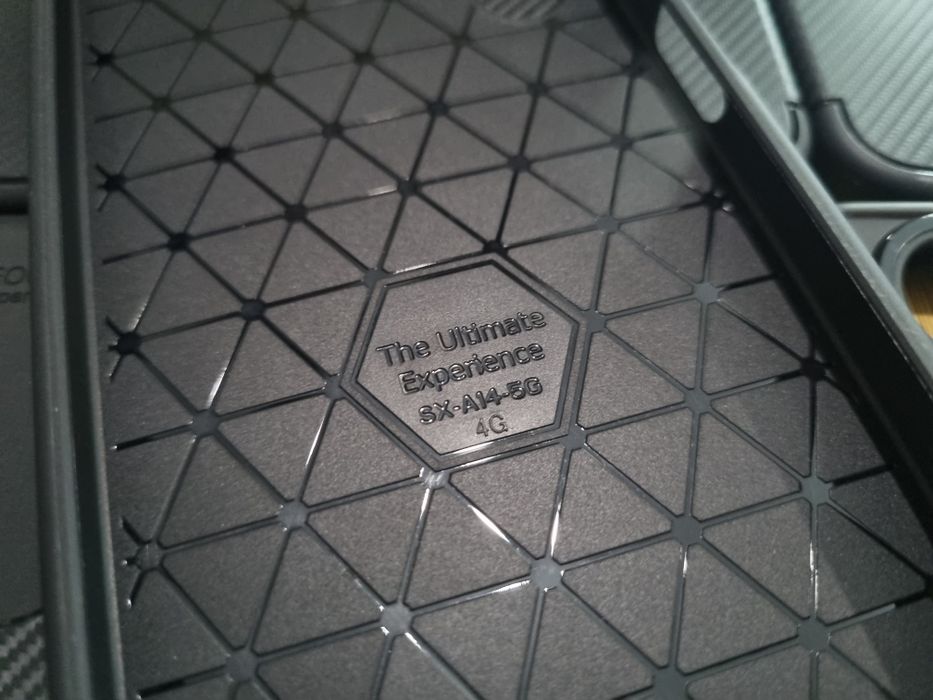 The Ultimate
Experience
SX-A14-5G
4G